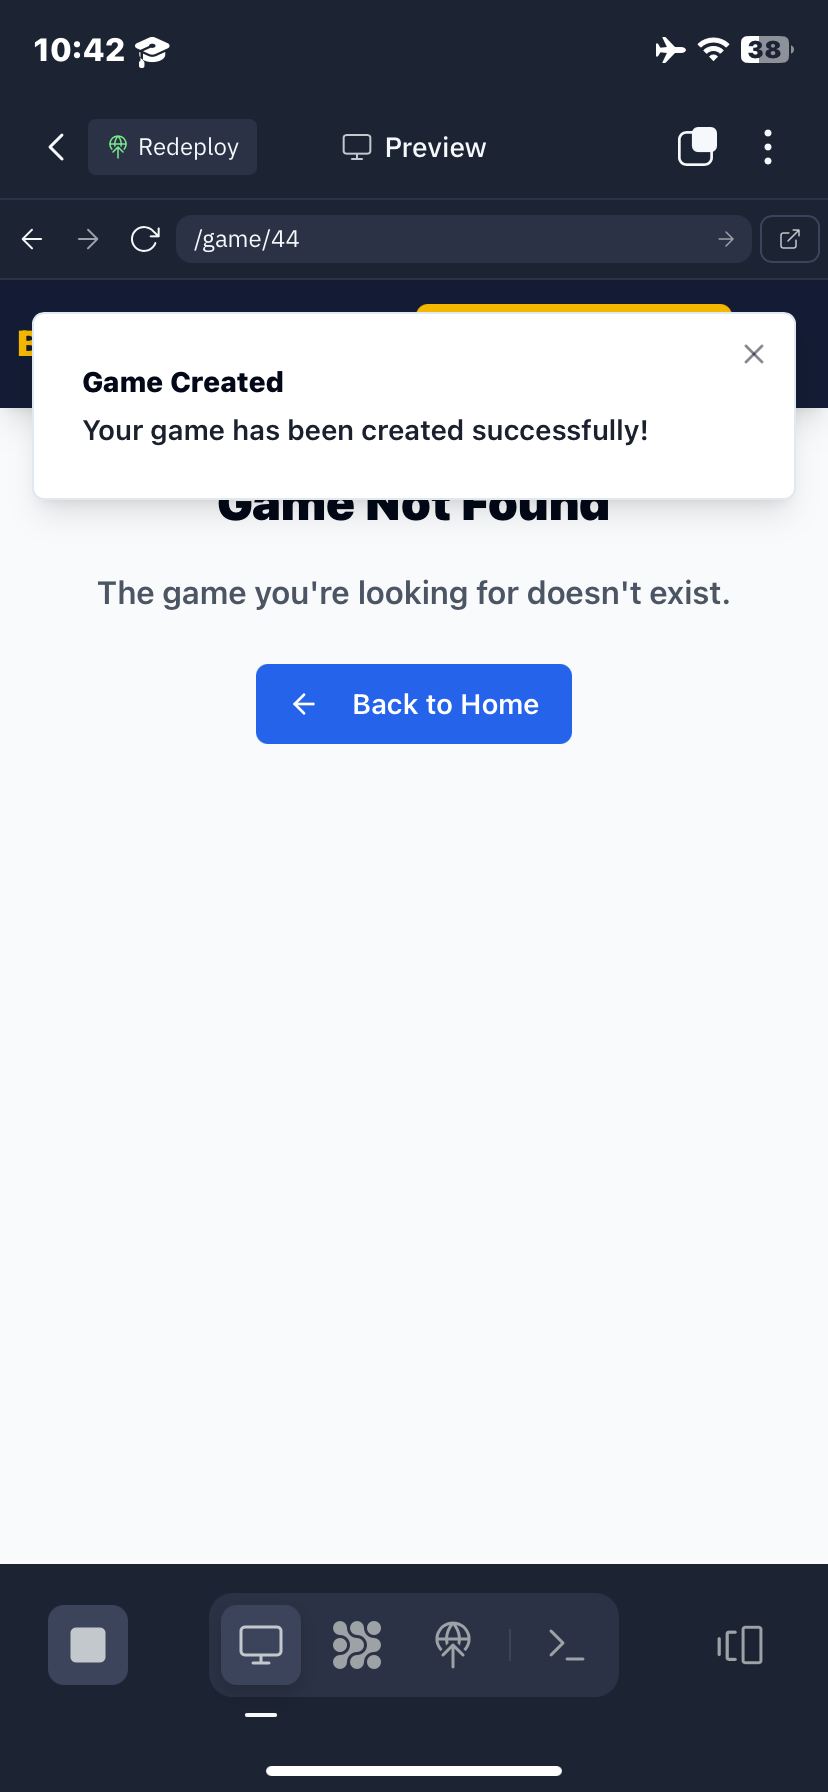 10:42
38
Redeploy
Preview
/game/44
Game Created
Your game has been created successfully!
Game Not Found
The game you're looking for doesn't exist.
Back to Home